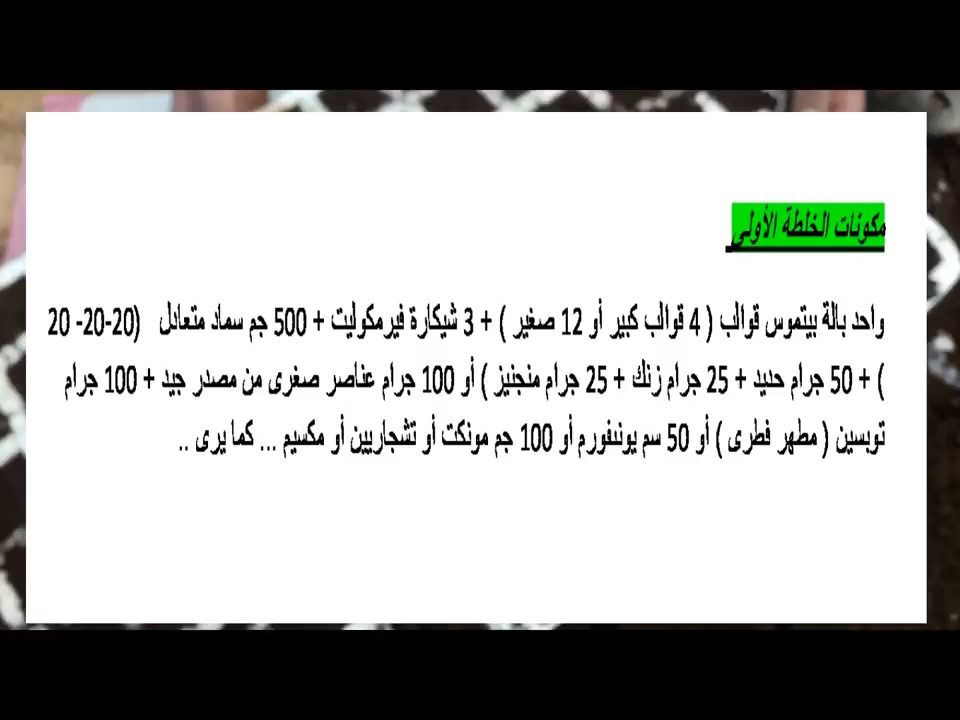 مكونات الخلطة الأولى
واحد بالة بيتموس قوالب ( 4 قوالب كبير أو 12 صغير ) + 3 شيكارة فيرمكوليت + 500 جم سماد متعادل (20-20- 20
) + 50 جرام حديد + 25 جرام زنك + 25 جرام منجنيز ) أو 100 جرام عناصر صغرى من مصدر جيد + 100 جرام
توبسين ( مطهر فطرى ) أو 50 سم يونىفورم أو 100 جم مونكت أو تشجاريين أو مكسيم ... كما يرى ..